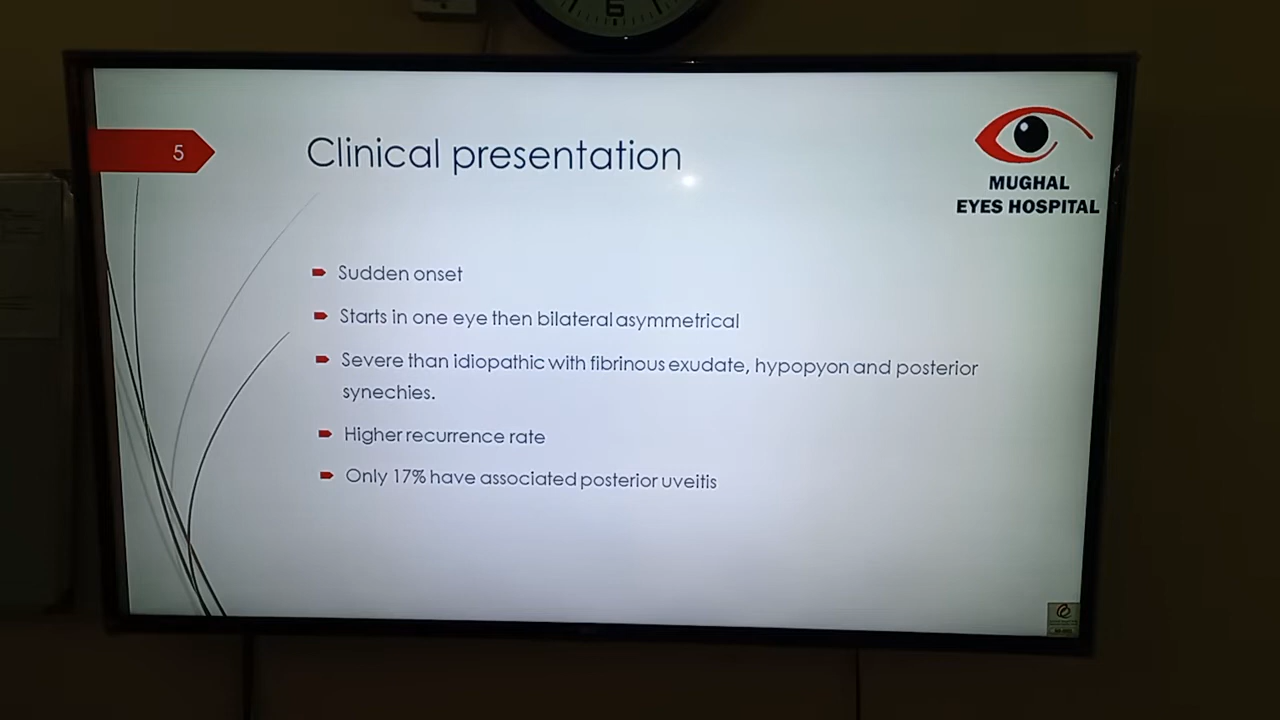 6
5
Clinical presentation
MUGHAL
EYES HOSPITAL
Sudden onset
Starts in one eye then bilateral asymmetrical
Severe than idiopathic with fibrinous exudate, hypopyon and posterior
synechies.
Higher recurrence rate
Only 17% have associated posterior uveitis